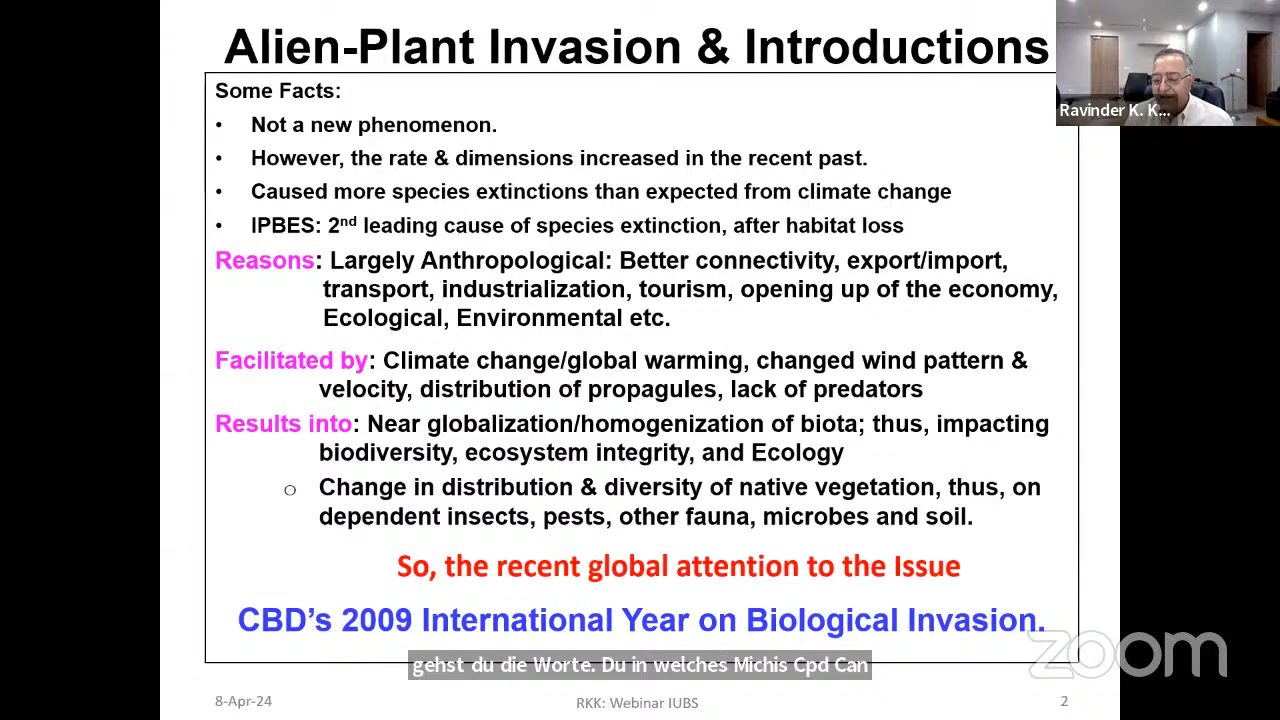 Alien-Plant Invasion & Introductions
Ravinder K. K...
Some Facts:
• Not a new phenomenon.
• However, the rate & dimensions increased in the recent past.
• Caused more species extinctions than expected from climate change
• IPBES: 2nd leading cause of species extinction, after habitat loss
Reasons: Largely Anthropological: Better connectivity, export/import,
transport, industrialization, tourism, opening up of the economy,
Ecological, Environmental etc.
Facilitated by: Climate change/global warming, changed wind pattern &
velocity, distribution of propagules, lack of predators
Results into: Near globalization/homogenization of biota; thus, impacting
biodiversity, ecosystem integrity, and Ecology
o Change in distribution & diversity of native vegetation, thus, on
dependent insects, pests, other fauna, microbes and soil.
So, the recent global attention to the Issue
CBD's 2009 International Year on Biological Invasion.
zoom
gehst du die Worte. Du in welches Michis Cpd Can
8-Apr-24
RKK: Webinar IUBS
2